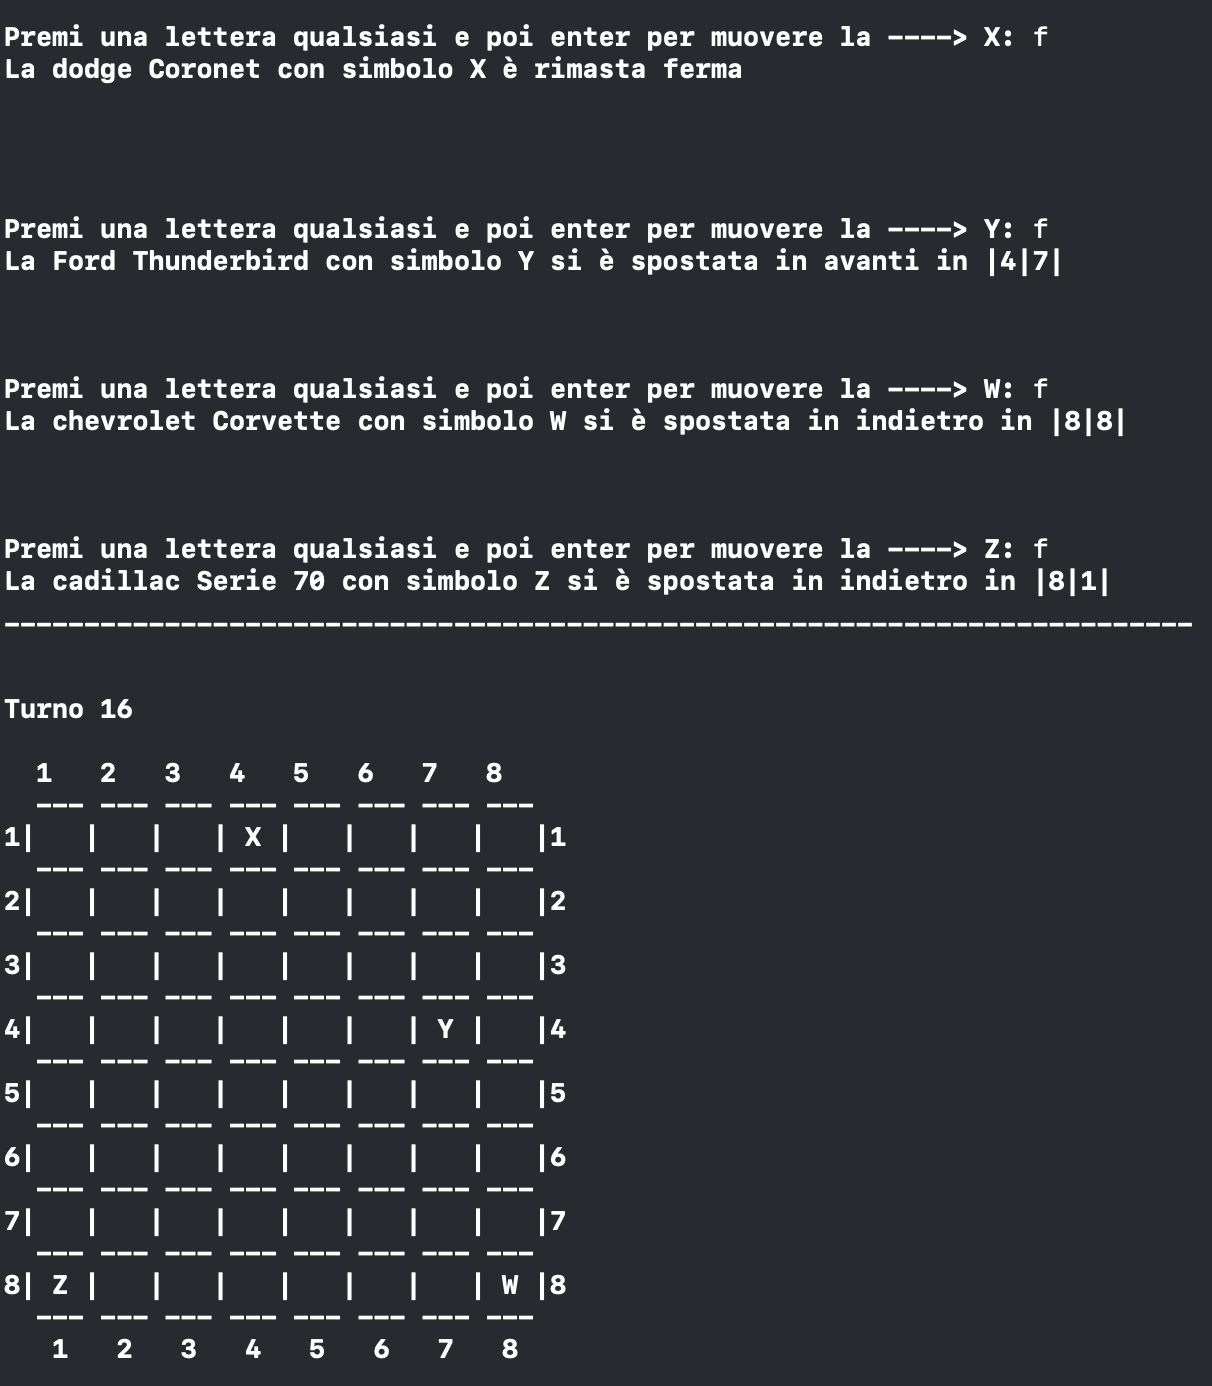 Premi una lettera qualsiasi e poi enter per muovere la ----> X: f
La dodge Coronet con simbolo X è rimasta ferma
Premi una lettera qualsiasi e poi enter per muovere la ----> Y: f
La Ford Thunderbird con simbolo Y si è spostata in avanti in |4|7|
Premi una lettera qualsiasi e poi enter per muovere la ----> W: f
La chevrolet Corvette con simbolo W si è spostata in indietro in |8|8|
Premi una lettera qualsiasi e poi enter per muovere la ----> Z: f
La cadillac Serie 70 con simbolo Z si è spostata in indietro in |8|1|
--------------------------------------------------------------------------
Turno 16
  1   2   3   4   5   6   7   8
  --- --- --- --- --- --- --- ---
1|   |   |   | X |   |   |   |   |1
  --- --- --- --- --- --- --- ---
2|   |   |   |   |   |   |   |   |2
  --- --- --- --- --- --- --- ---
3|   |   |   |   |   |   |   |   |3
  --- --- --- --- --- --- --- ---
4|   |   |   |   |   |   | Y |   |4
  --- --- --- --- --- --- --- ---
5|   |   |   |   |   |   |   |   |5
  --- --- --- --- --- --- --- ---
6|   |   |   |   |   |   |   |   |6
  --- --- --- --- --- --- --- ---
7|   |   |   |   |   |   |   |   |7
  --- --- --- --- --- --- --- ---
8| Z |   |   |   |   |   |   | W |8
  --- --- --- --- --- --- --- ---
   1   2   3   4   5   6   7   8